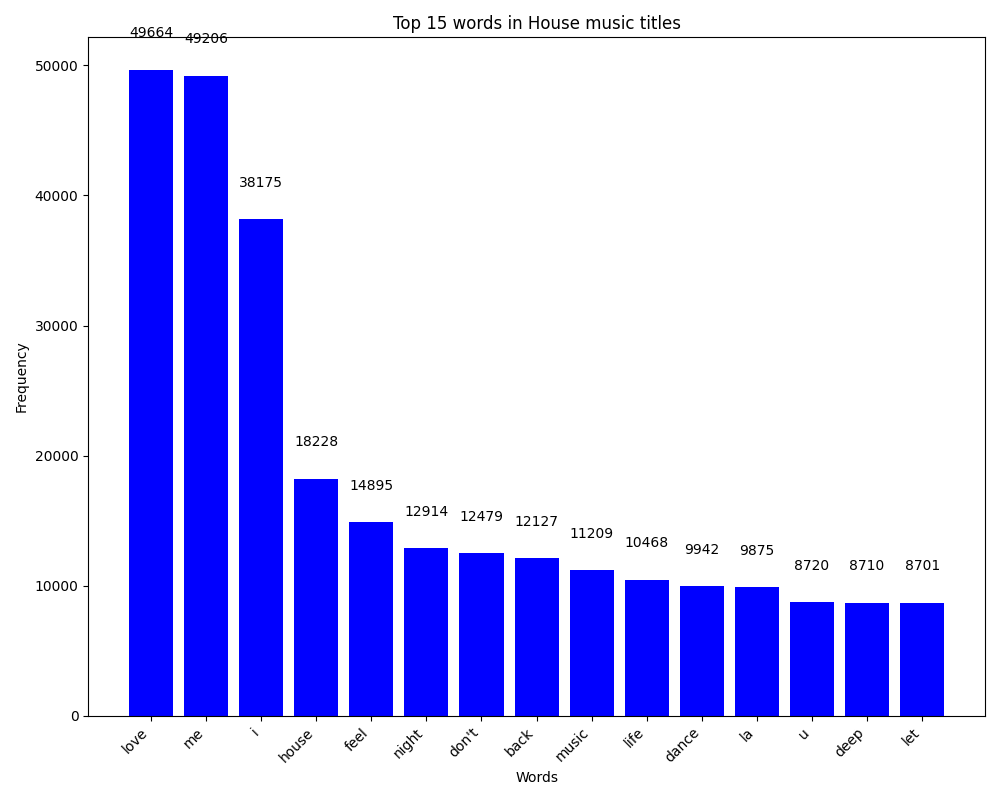 Top 15 words in House music titles
49664
49206
38175
18228
14895
12914
12479
12127
11209
10468
9942
9875
8720
8710
8701
50000
40000
30000
20000
10000
0
Frequency
love
me
i
house
feel
night
don't
back
music
life
dance
la
u
deep
let
Words